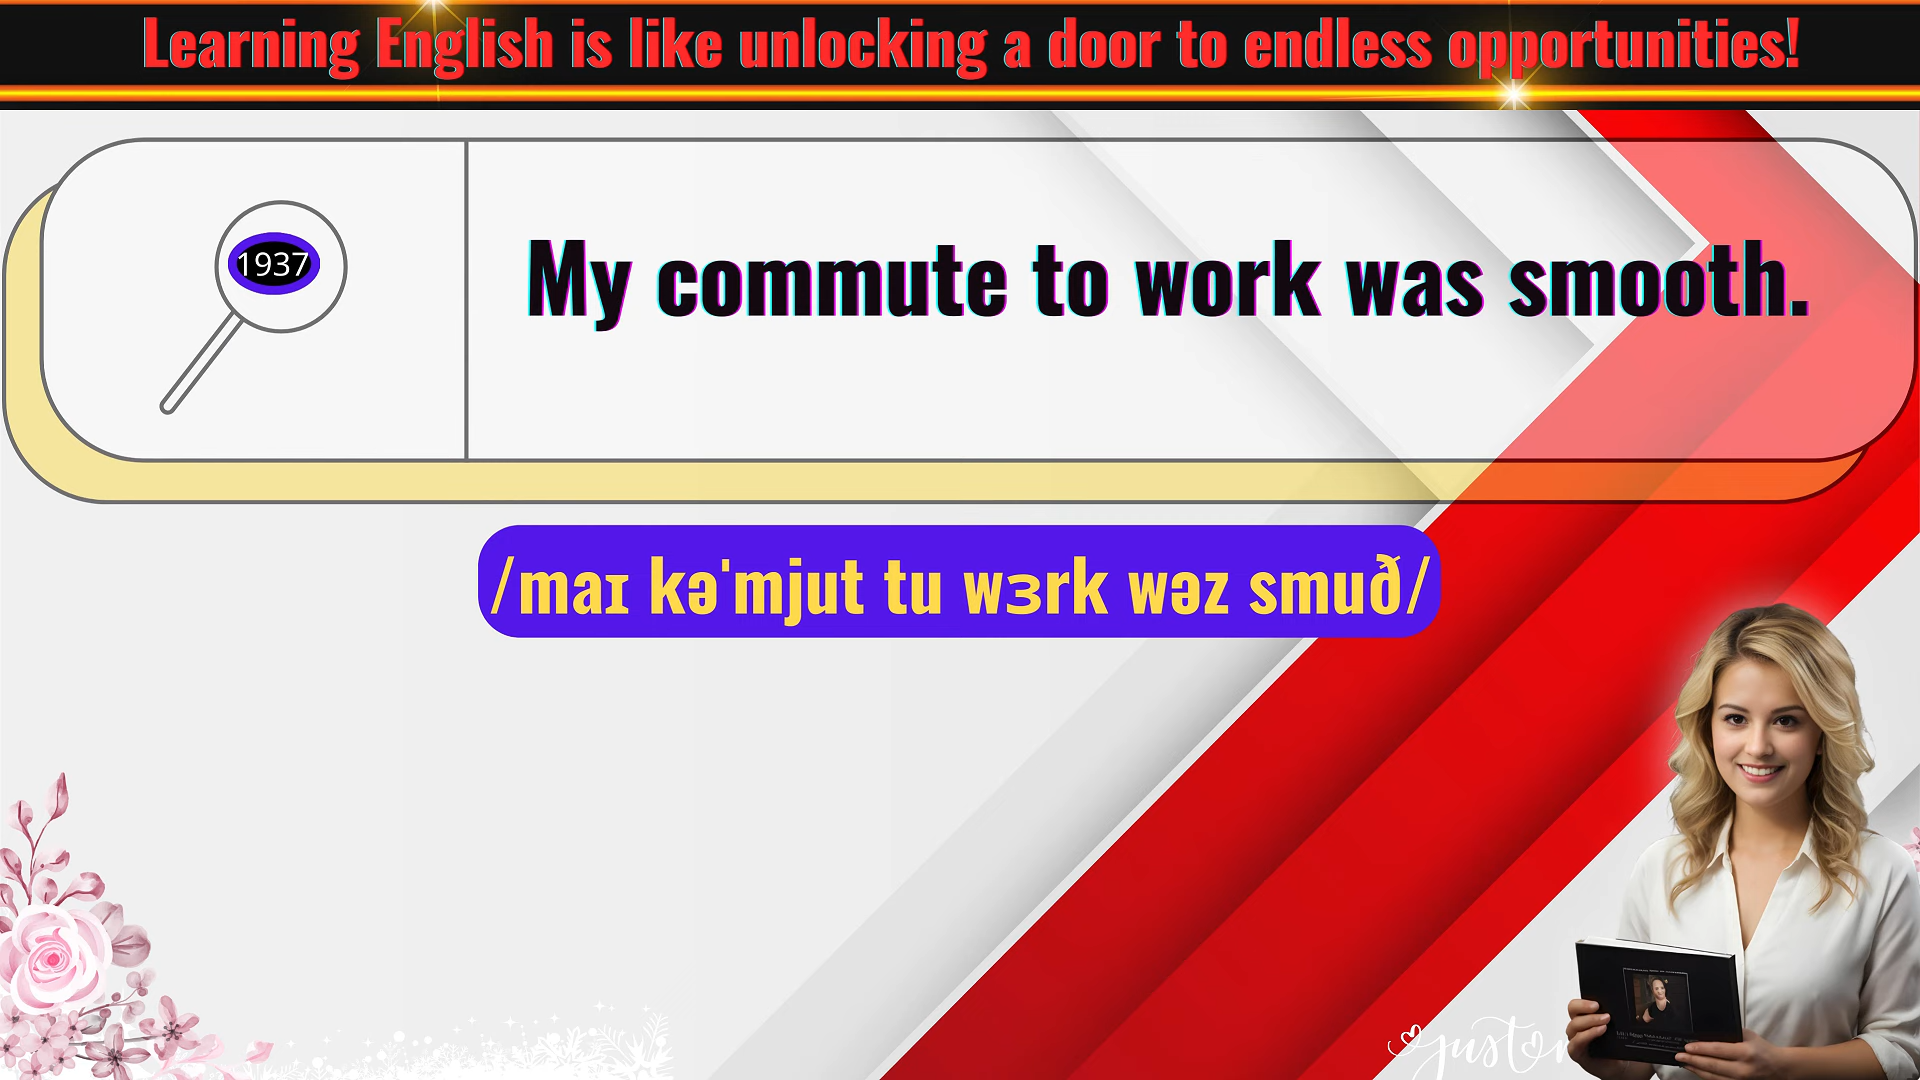 Learning English is like unlocking a door to endless opportunities!
1937
My commute to work was smooth.
/maɪ kəˈmjut tu wɜrk wəz smuð/
just